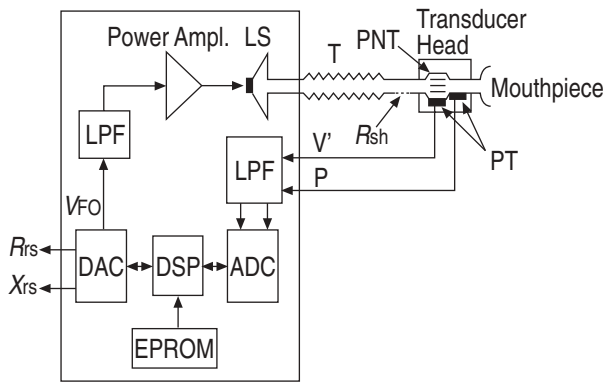 Power Ampl.
LS
T
PNT
Transducer
Head
Mouthpiece
LPF
Rsh
PT
V'
P
LPF
VFO
Rrs
Xrs
DAC
DSP
ADC
EPROM